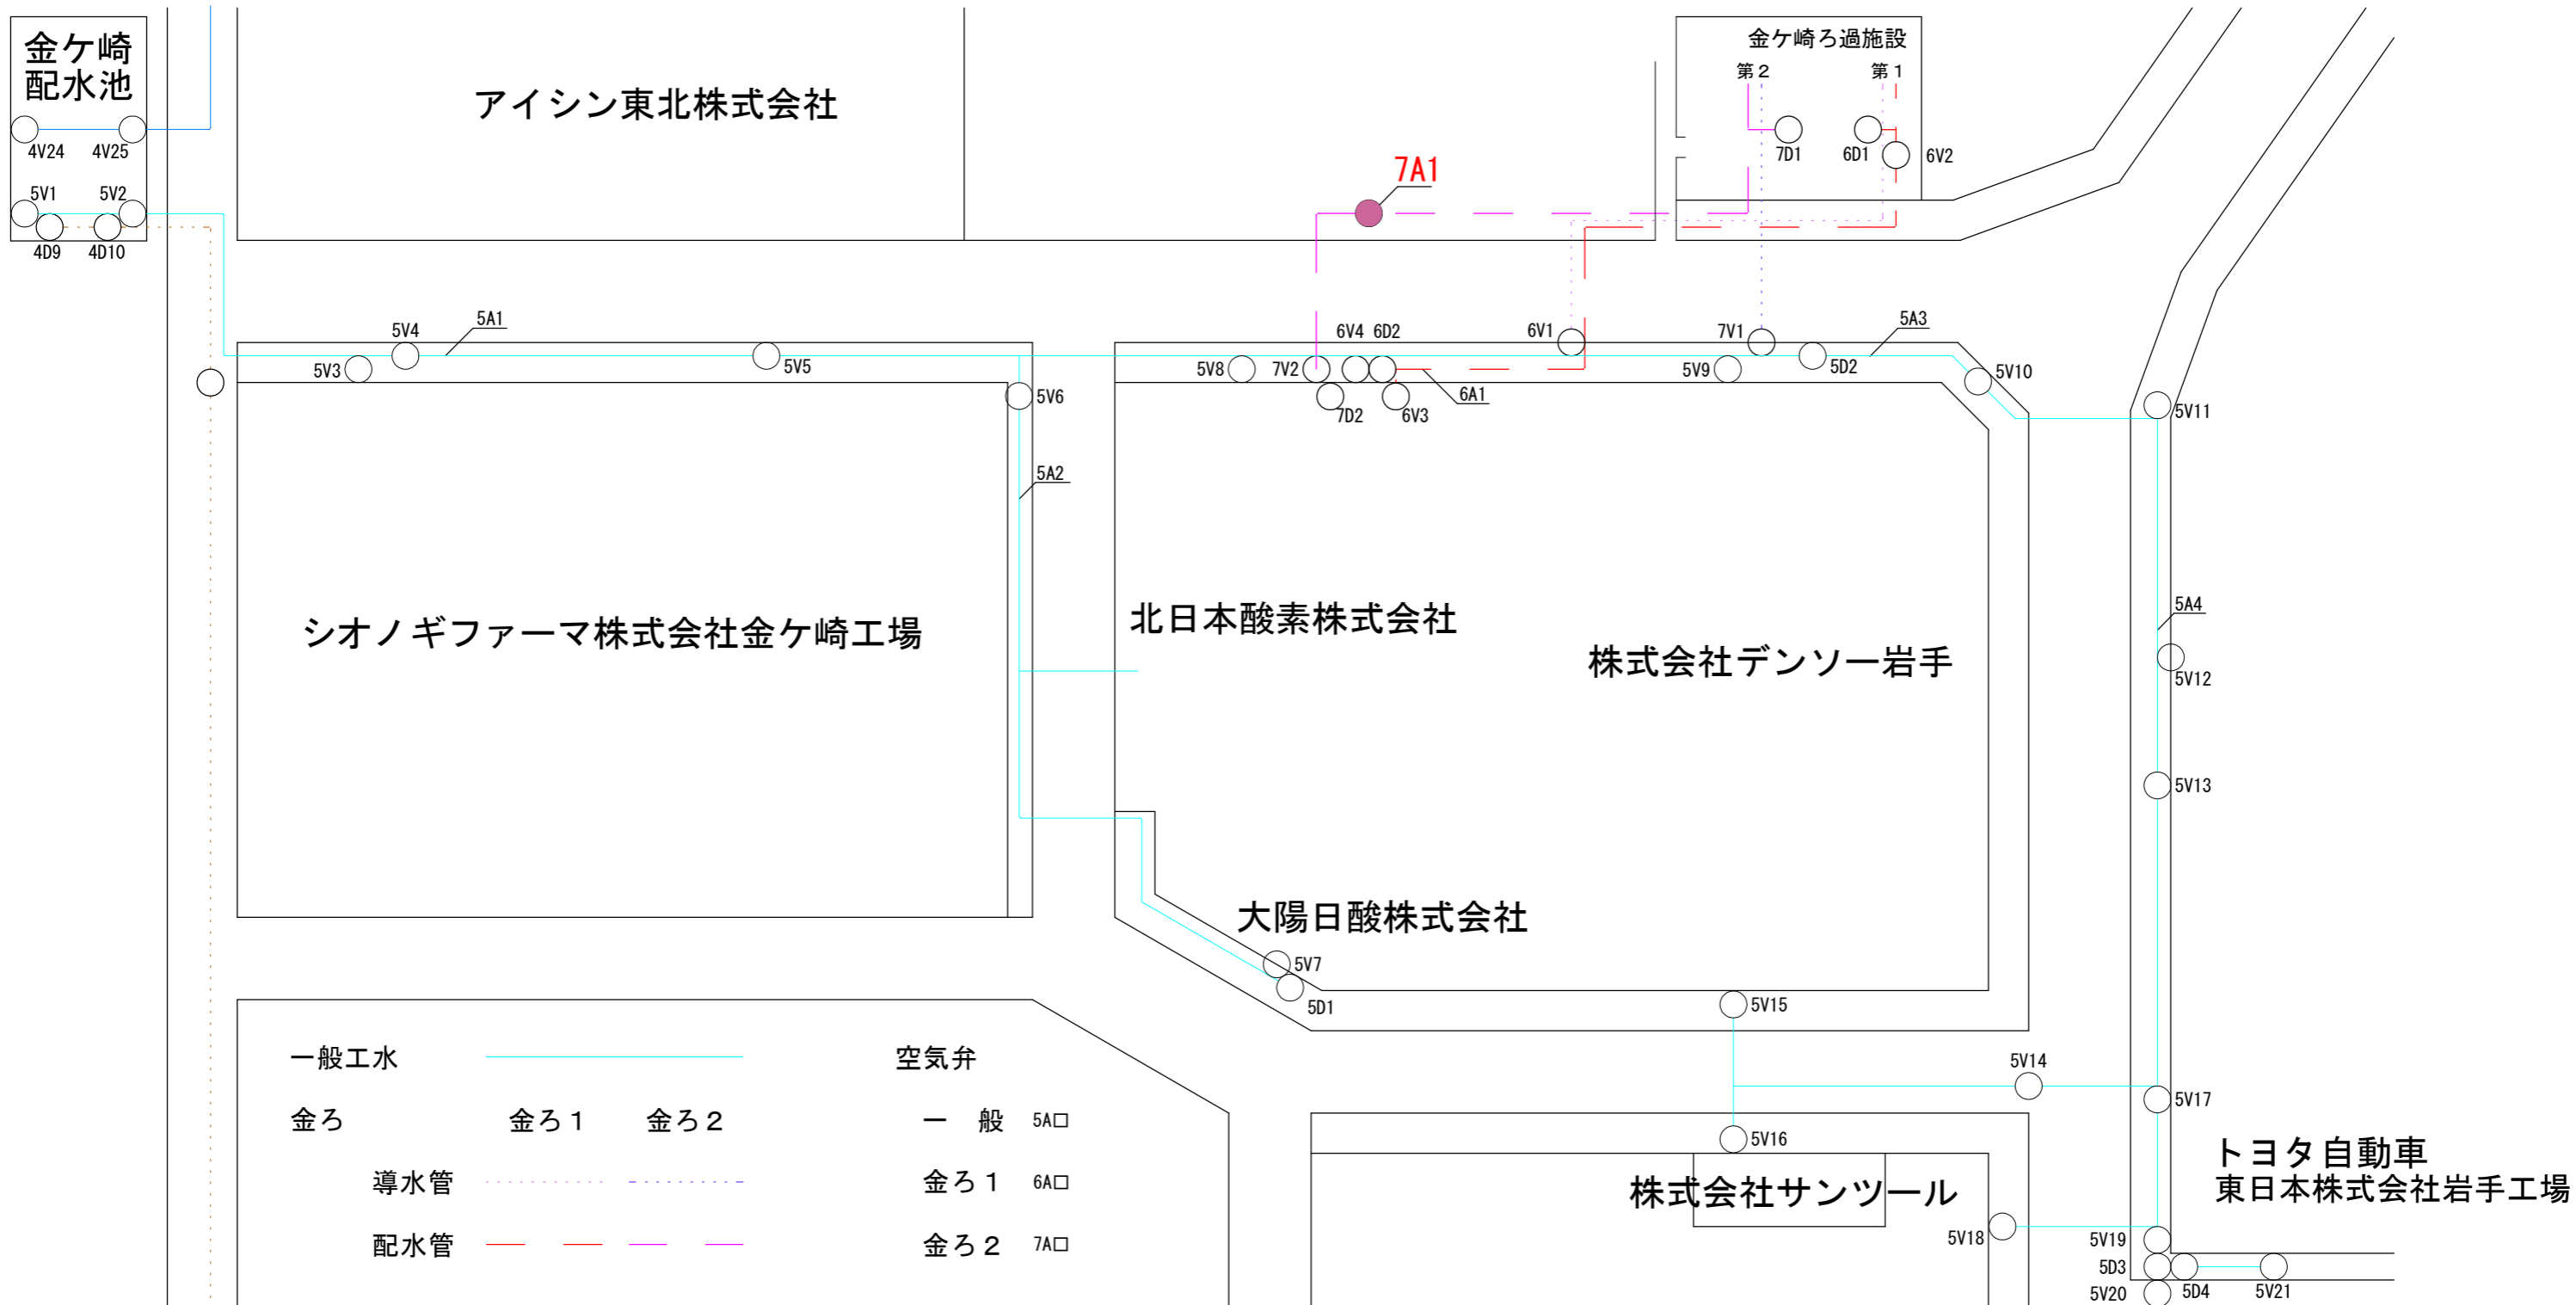 金ケ崎
配水池
4V24
4V25
5V1
5V2
4D9
4D10
アイシン東北株式会社
金ケ崎ろ過施設
第２
第１
7D1
6D1
6V2
7A1
5V3
5V4
5A1
5V5
5V6
5A2
5V8
7V2
6V4
6D2
7D2
6V3
6A1
6V1
5V9
7V1
5D2
5A3
5V10
5V11
シオノギファーマ株式会社金ケ崎工場
北日本酸素株式会社
株式会社デンソー岩手
5A4
5V12
5V13
大陽日酸株式会社
5V7
5D1
5V15
5V14
5V17
5V16
株式会社サンツール
トヨタ自動車
東日本株式会社岩手工場
5V18
5V19
5D3
5V20
5D4
5V21
一般工水
空気弁
金ろ
金ろ１
金ろ２
一　般
5A□
導水管
金ろ１
6A□
配水管
金ろ２
7A□